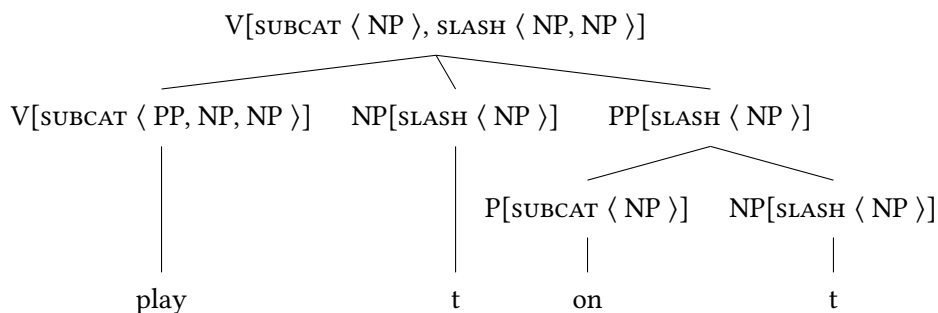 V[SUBCAT ⟨ NP ⟩, SLASH ⟨ NP, NP ⟩]
V[SUBCAT ⟨ PP, NP, NP ⟩] NP[SLASH ⟨ NP ⟩] PP[SLASH ⟨ NP ⟩]
P[SUBCAT ⟨ NP ⟩] NP[SLASH ⟨ NP ⟩]
play t on t